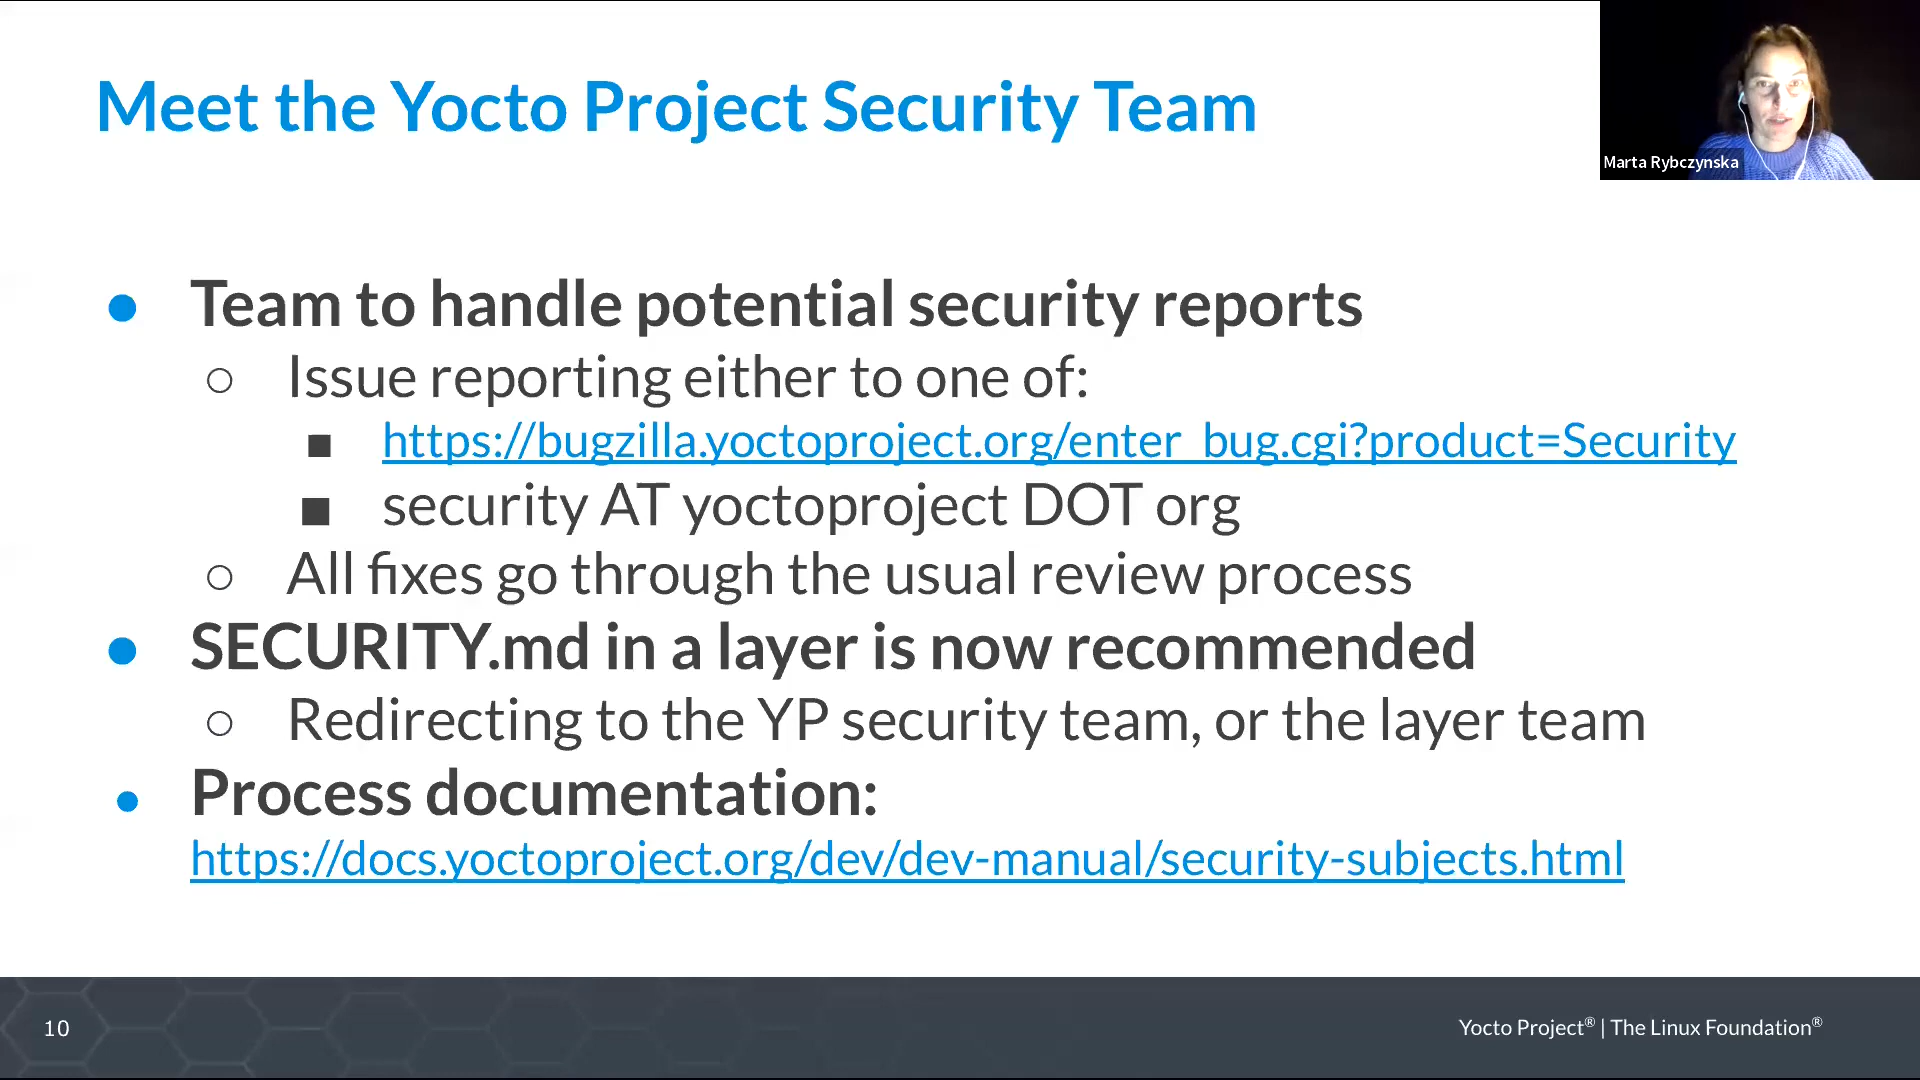 Meet the Yocto Project Security Team
Marta Rybczynska
● Team to handle potential security reports
○ Issue reporting either to one of:
■ https://bugzilla.yoctoproject.org/enter_bug.cgi?product=Security
■ security AT yoctoproject DOT org
○ All fixes go through the usual review process
● SECURITY.md in a layer is now recommended
○ Redirecting to the YP security team, or the layer team
● Process documentation:
https://docs.yoctoproject.org/dev/dev-manual/security-subjects.html
10
Yocto Project® | The Linux Foundation®